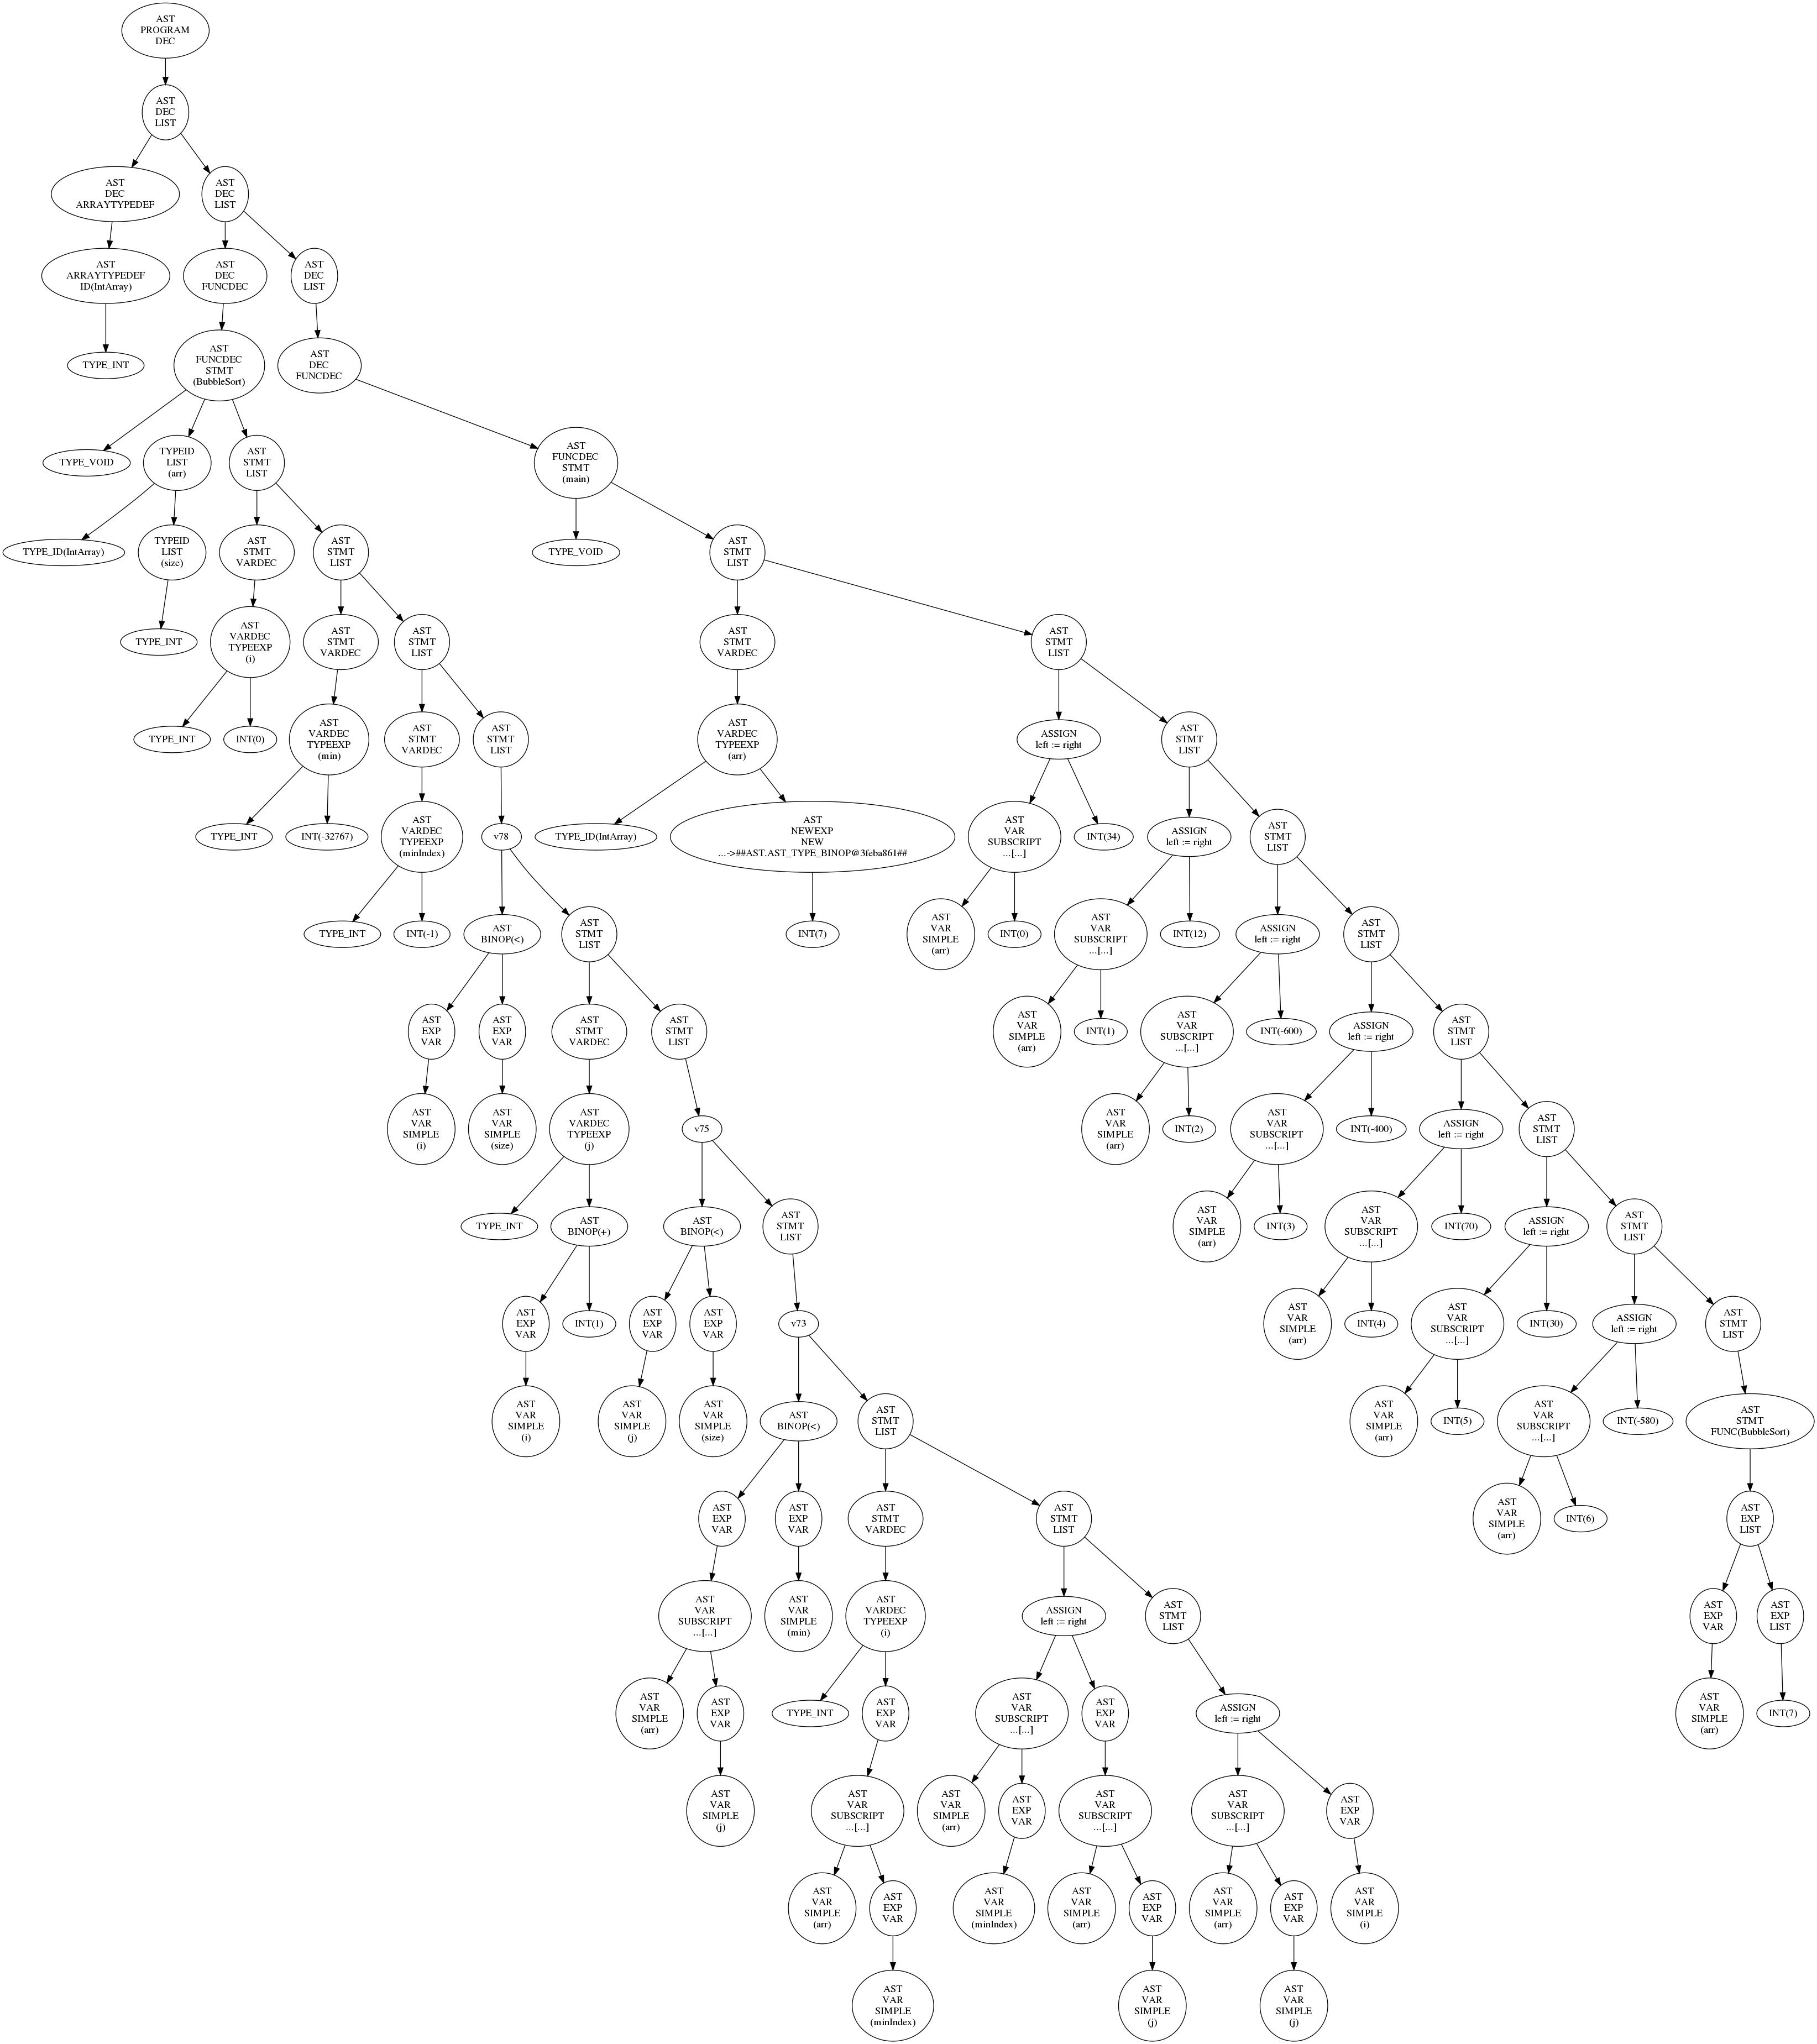 AST
PROGRAM
DEC
AST
DEC
LIST
AST
DEC
ARRAYTYPEDEF
AST
DEC
LIST
AST
ARRAYTYPEDEF
ID(IntArray)
AST
DEC
FUNCDEC
AST
DEC
LIST
TYPE_INT
AST
FUNCDEC
STMT
(BubbleSort)
AST
DEC
FUNCDEC
TYPE_VOID
TYPEID
LIST
(arr)
AST
STMT
LIST
AST
FUNCDEC
STMT
(main)
TYPE_ID(IntArray)
TYPEID
LIST
(size)
AST
STMT
VARDEC
AST
STMT
LIST
TYPE_VOID
AST
STMT
LIST
TYPE_INT
AST
VARDEC
TYPEEXP
(i)
AST
STMT
VARDEC
AST
STMT
LIST
AST
STMT
VARDEC
AST
STMT
LIST
TYPE_INT
INT(0)
AST
VARDEC
TYPEEXP
(min)
AST
STMT
VARDEC
AST
STMT
LIST
AST
VARDEC
TYPEEXP
(arr)
ASSIGN
left := right
AST
STMT
LIST
TYPE_INT
INT(-32767)
AST
VARDEC
TYPEEXP
(minIndex)
v78
TYPE_ID(IntArray)
AST
NEWEXP
NEW
...->##AST.AST_TYPE_BINOP@3feba861##
AST
VAR
SUBSCRIPT
...[...]
INT(34)
ASSIGN
left := right
AST
STMT
LIST
TYPE_INT
INT(-1)
AST
BINOP(<)
AST
STMT
LIST
INT(7)
AST
VAR
SIMPLE
(arr)
INT(0)
AST
VAR
SUBSCRIPT
...[...]
INT(12)
ASSIGN
left := right
AST
STMT
LIST
AST
EXP
VAR
AST
EXP
VAR
AST
STMT
VARDEC
AST
STMT
LIST
AST
VAR
SIMPLE
(arr)
INT(1)
AST
VAR
SUBSCRIPT
...[...]
INT(-600)
ASSIGN
left := right
AST
STMT
LIST
AST
VAR
SIMPLE
(i)
AST
VAR
SIMPLE
(size)
AST
VARDEC
TYPEEXP
(j)
v75
AST
VAR
SIMPLE
(arr)
INT(2)
AST
VAR
SUBSCRIPT
...[...]
INT(-400)
ASSIGN
left := right
AST
STMT
LIST
TYPE_INT
AST
BINOP(+)
AST
BINOP(<)
AST
STMT
LIST
AST
VAR
SIMPLE
(arr)
INT(3)
AST
VAR
SUBSCRIPT
...[...]
INT(70)
ASSIGN
left := right
AST
STMT
LIST
AST
EXP
VAR
INT(1)
AST
EXP
VAR
AST
EXP
VAR
v73
AST
VAR
SIMPLE
(arr)
INT(4)
AST
VAR
SUBSCRIPT
...[...]
INT(30)
ASSIGN
left := right
AST
STMT
LIST
AST
VAR
SIMPLE
(i)
AST
VAR
SIMPLE
(j)
AST
VAR
SIMPLE
(size)
AST
BINOP(<)
AST
STMT
LIST
AST
VAR
SIMPLE
(arr)
INT(5)
AST
VAR
SUBSCRIPT
...[...]
INT(-580)
AST
STMT
FUNC(BubbleSort)
AST
EXP
VAR
AST
EXP
VAR
AST
STMT
VARDEC
AST
STMT
LIST
AST
VAR
SIMPLE
(arr)
INT(6)
AST
EXP
LIST
AST
VAR
SUBSCRIPT
...[...]
AST
VAR
SIMPLE
(min)
AST
VARDEC
TYPEEXP
(i)
ASSIGN
left := right
AST
STMT
LIST
AST
EXP
VAR
AST
EXP
LIST
AST
VAR
SIMPLE
(arr)
AST
EXP
VAR
TYPE_INT
AST
EXP
VAR
AST
VAR
SUBSCRIPT
...[...]
AST
EXP
VAR
ASSIGN
left := right
AST
VAR
SIMPLE
(arr)
INT(7)
AST
VAR
SIMPLE
(j)
AST
VAR
SUBSCRIPT
...[...]
AST
VAR
SIMPLE
(arr)
AST
EXP
VAR
AST
VAR
SUBSCRIPT
...[...]
AST
VAR
SUBSCRIPT
...[...]
AST
EXP
VAR
AST
VAR
SIMPLE
(arr)
AST
EXP
VAR
AST
VAR
SIMPLE
(minIndex)
AST
VAR
SIMPLE
(arr)
AST
EXP
VAR
AST
VAR
SIMPLE
(arr)
AST
EXP
VAR
AST
VAR
SIMPLE
(i)
AST
VAR
SIMPLE
(minIndex)
AST
VAR
SIMPLE
(j)
AST
VAR
SIMPLE
(j)